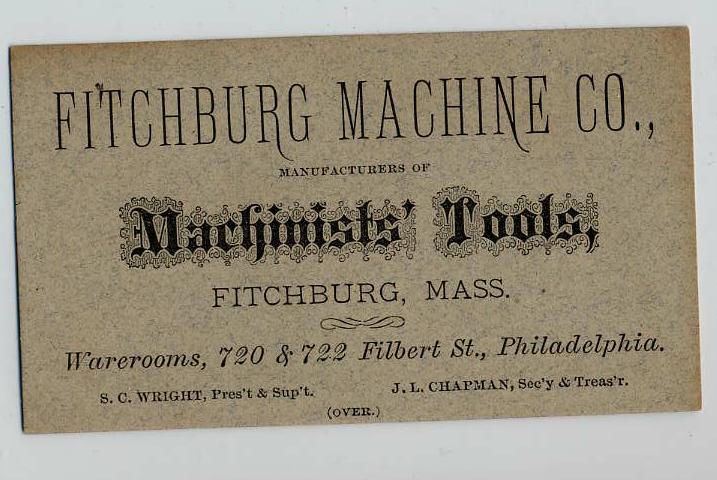 FITCHBURG MACHINE CO.,
MANUFACTURERS OF
Machinists' Tools,
FITCHBURG, MASS.
Warerooms, 720 & 722 Filbert St., Philadelphia.
S. C. WRIGHT, Pres't & Sup't. J. L. CHAPMAN, Sec'y & Treas'r.
(OVER.)